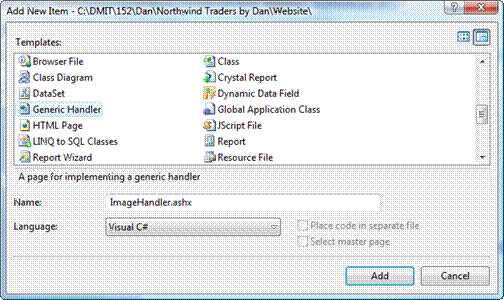 Add New Item - C:\DMIT\152\Dan\Northwind Traders by Dan\Website\
Templates:
Browser File
Class
Class Diagram
Crystal Report
DataSet
Dynamic Data Field
Generic Handler
Global Application Class
HTML Page
JScript File
LINQ to SQL Classes
Report
Report Wizard
Resource File
A page for implementing a generic handler
Name:
ImageHandler.ashx
Language:
Visual C#
Place code in separate file
Select master page
Add
Cancel